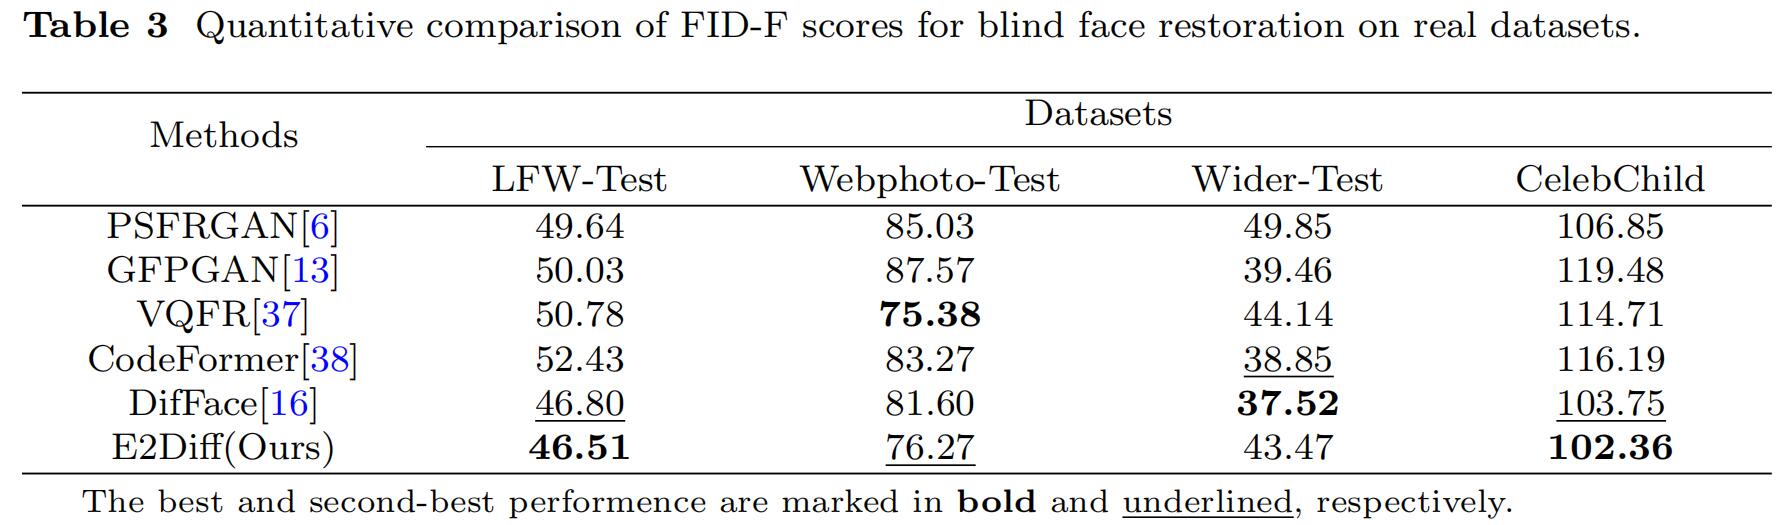 Table 3 Quantitative comparison of FID-F scores for blind face restoration on real datasets.
Methods Datasets
LFW-Test Webphoto-Test Wider-Test CelebChild
PSFRGAN[6] 49.64 85.03 49.85 106.85
GFPGAN[13] 50.03 87.57 39.46 119.48
VQFR[37] 50.78 75.38 44.14 114.71
CodeFormer[38] 52.43 83.27 38.85 116.19
DifFace[16] 46.80 81.60 37.52 103.75
E2Diff(Ours) 46.51 76.27 43.47 102.36
The best and second-best performence are marked in bold and underlined, respectively.